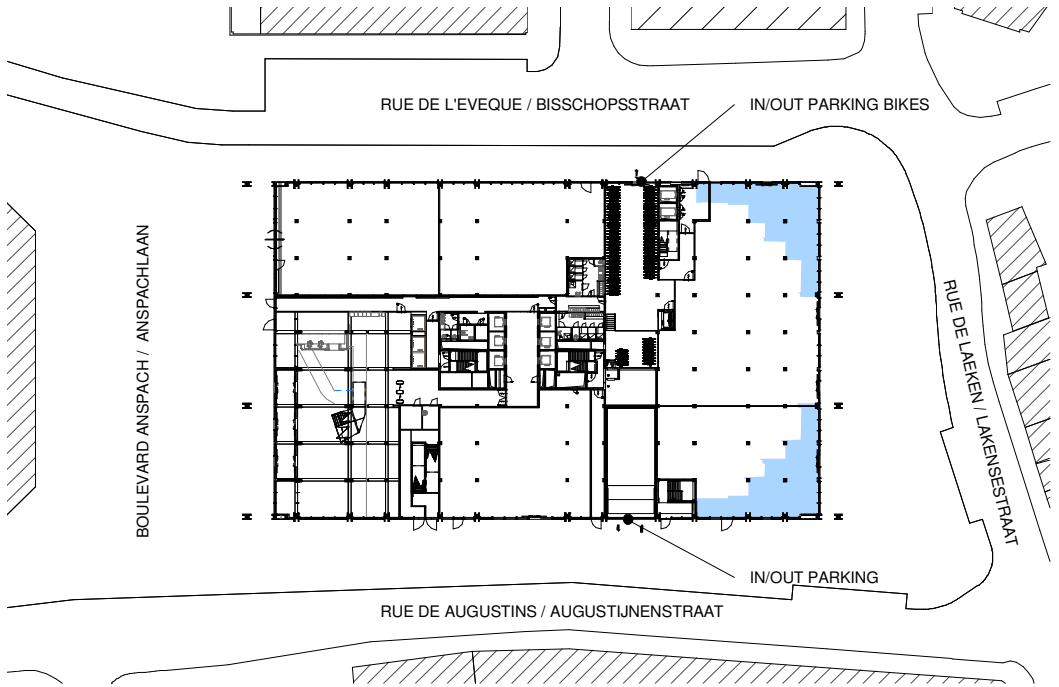 RUE DE L'EVEQUE / BISSCHOPSSTRAAT
IN/OUT PARKING BIKES
BOULEVARD ANSPACH / ANSPACHLAAN
RUE DE LAEKEN / LAKENSESTRAAT
IN/OUT PARKING
RUE DE AUGUSTINS / AUGUSTIJNENSTRAAT